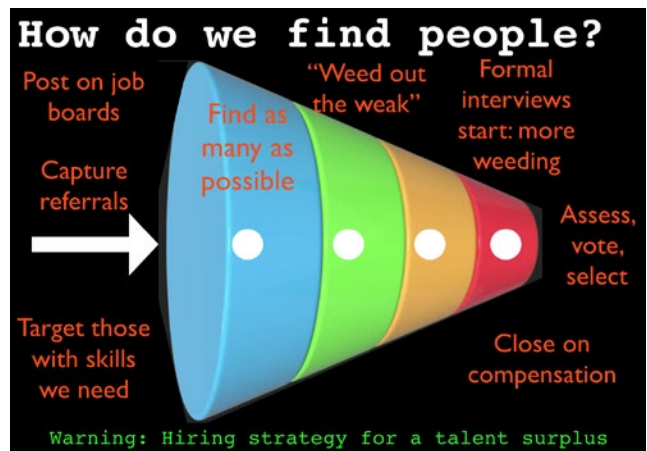 How do we find people?
Post on job
boards
Capture
referrals
Target those
with skills
we need
Find as
many as
possible
“Weed out
the weak”
Formal
interviews
start: more
weeding
Assess,
vote,
select
Close on
compensation
Warning: Hiring strategy for a talent surplus